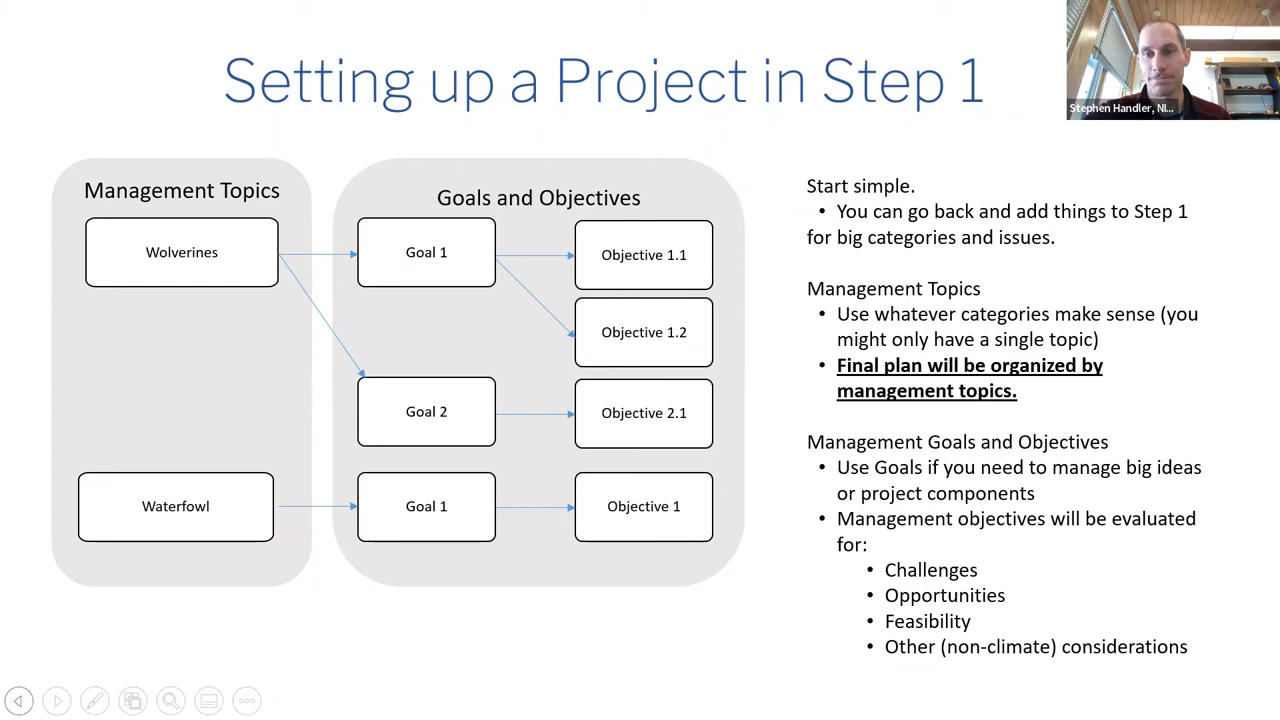 Setting up a Project in Step 1
Stephen Handler, NI...
Management Topics
Wolverines
Waterfowl
Goals and Objectives
Goal 1
Objective 1.1
Objective 1.2
Goal 2
Objective 2.1
Goal 1
Objective 1
Start simple.
• You can go back and add things to Step 1
for big categories and issues.
Management Topics
• Use whatever categories make sense (you
might only have a single topic)
• Final plan will be organized by
management topics.
Management Goals and Objectives
• Use Goals if you need to manage big ideas
or project components
• Management objectives will be evaluated
for:
• Challenges
• Opportunities
• Feasibility
• Other (non-climate) considerations